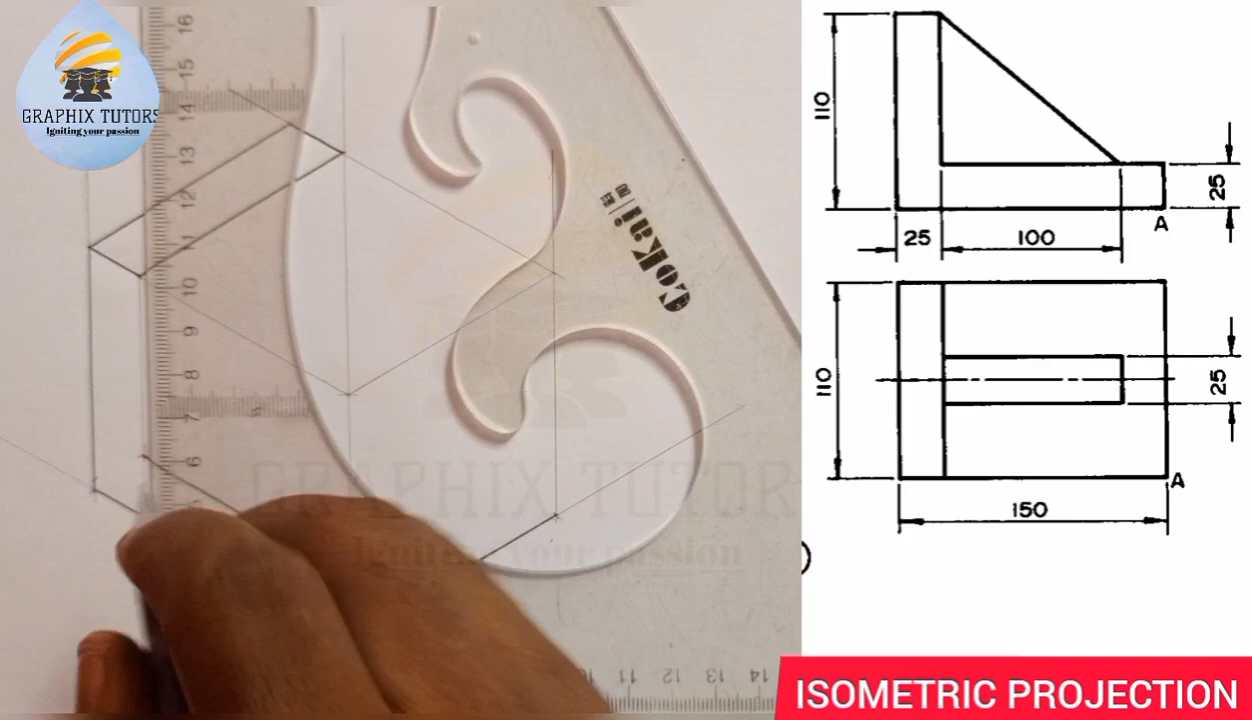 GRAPHIX TUTORS
Igniting your passion
16
15
14
13
12
11
10
9
8
7
6
CoKai
GRAPHIX TUTORS
Igniting your passion
11
12
13
14
110
25
25
100
A
110
25
A
150
ISOMETRIC PROJECTION